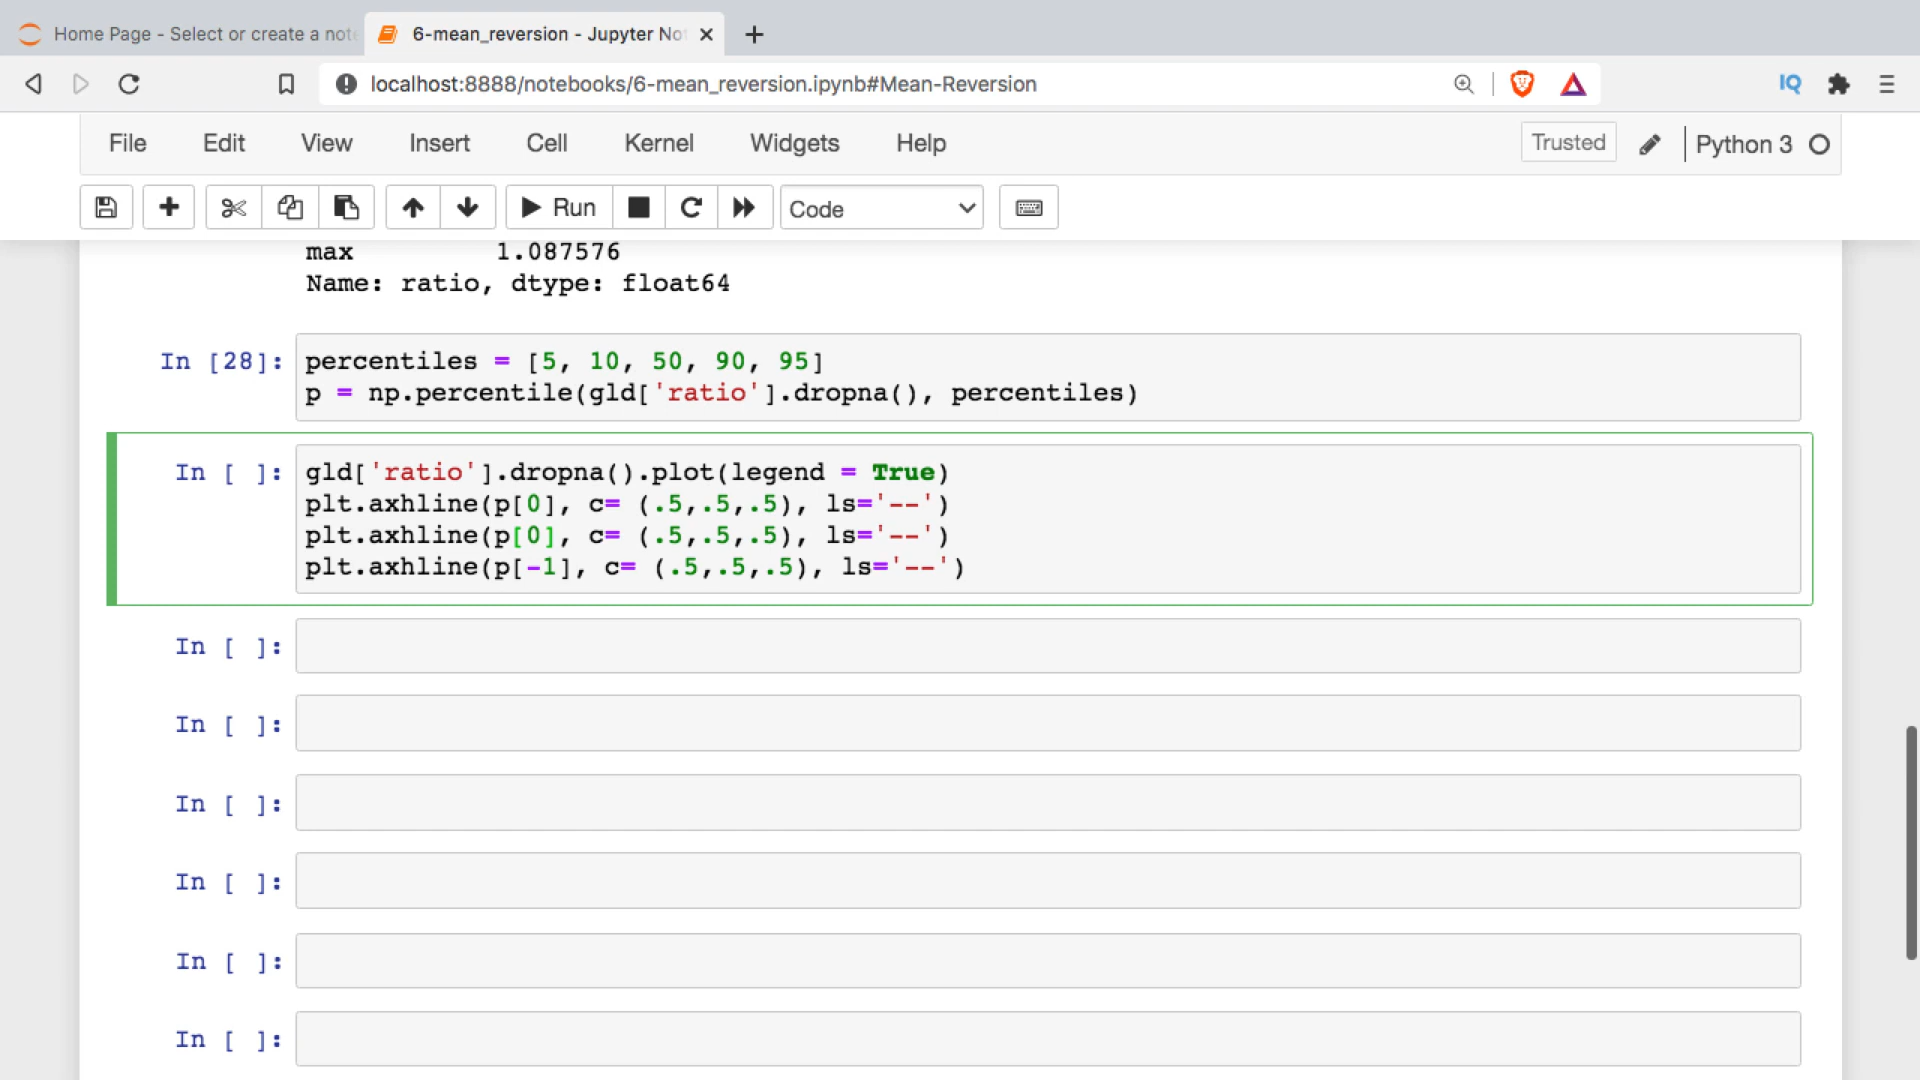 Home Page - Select or create a note
6-mean_reversion - Jupyter Not
localhost:8888/notebooks/6-mean_reversion.ipynb#Mean-Reversion
IQ
File Edit View Insert Cell Kernel Widgets Help Trusted Python 3
Run Code
max 1.087576
Name: ratio, dtype: float64
In [28]: percentiles = [5, 10, 50, 90, 95]
p = np.percentile(gld['ratio'].dropna(), percentiles)
In [ ]: gld['ratio'].dropna().plot(legend = True)
plt.axhline(p[0], c= (.5,.5,.5), ls='--')
plt.axhline(p[0], c= (.5,.5,.5), ls='--')
plt.axhline(p[-1], c= (.5,.5,.5), ls='--')
In [ ]:
In [ ]:
In [ ]:
In [ ]:
In [ ]:
In [ ]: